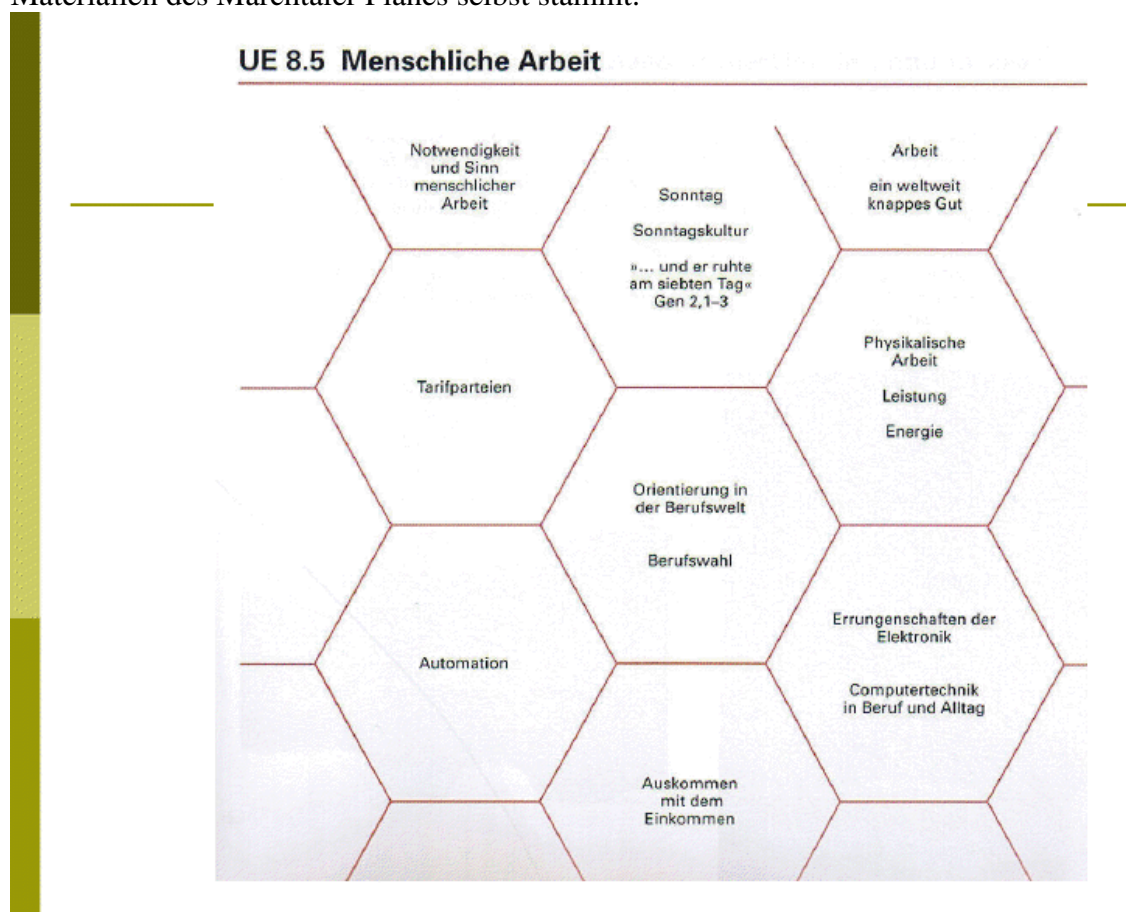 Materialien des Marchtaler Planes selbst stammt.
UE 8.5 Menschliche Arbeit
Notwendigkeit
und Sinn
menschlicher
Arbeit
Sonntag
Sonntagskultur
»... und er ruhte
am siebten Tag«
Gen 2,1–3
Arbeit
ein weltweit
knappes Gut
Tarifparteien
Physikalische
Arbeit
Leistung
Energie
Orientierung in
der Berufswelt
Berufswahl
Automation
Errungenschaften der
Elektronik
Computertechnik
in Beruf und Alltag
Auskommen
mit dem
Einkommen